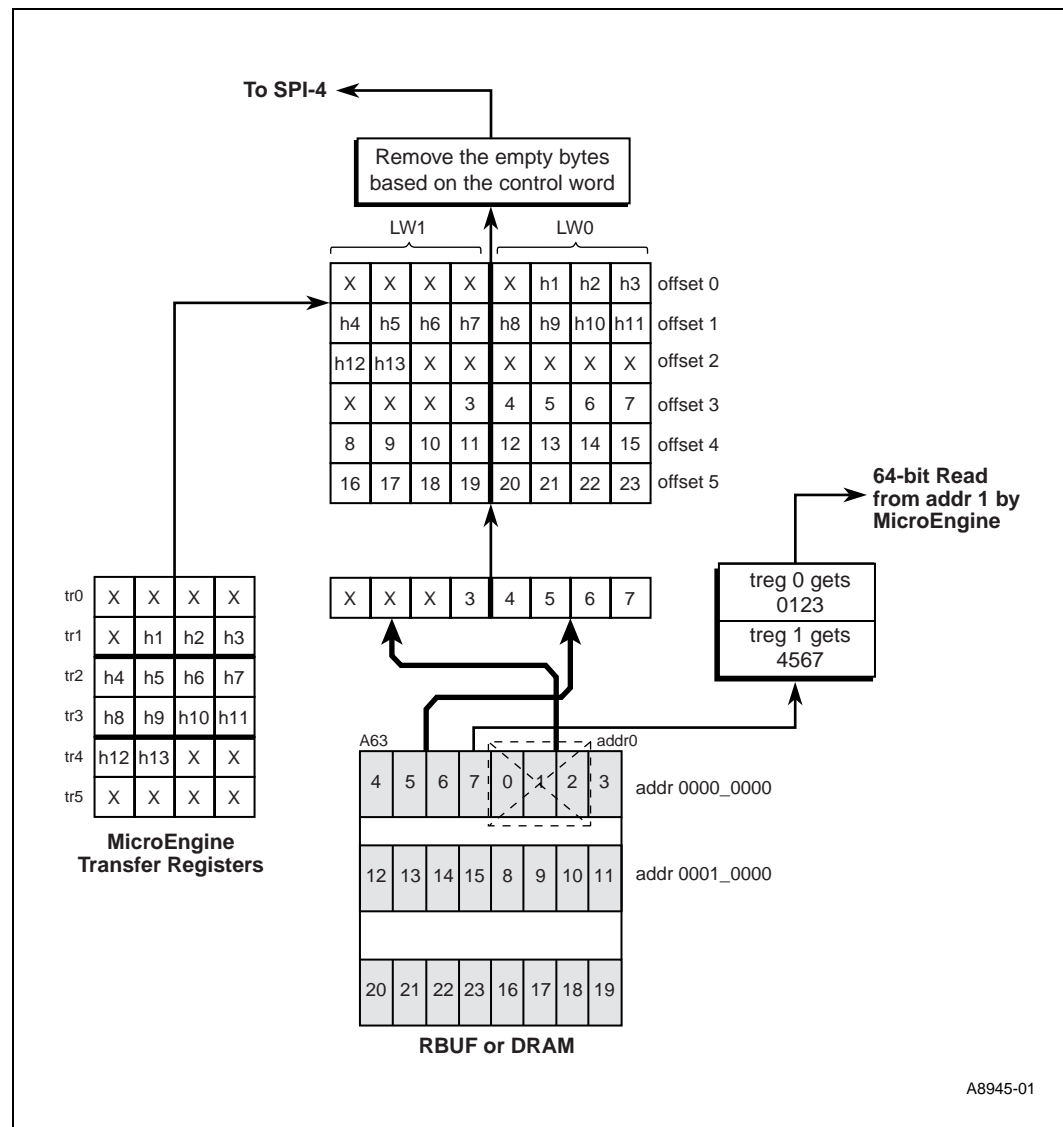 To SPI-4
Remove the empty bytes
based on the control word
LW1 LW0
X X X X X h1 h2 h3 offset 0
h4 h5 h6 h7 h8 h9 h10 h11 offset 1
h12 h13 X X X X X X offset 2
X X X 3 4 5 6 7 offset 3
8 9 10 11 12 13 14 15 offset 4
16 17 18 19 20 21 22 23 offset 5
64-bit Read
from addr 1 by
MicroEngine
treg 0 gets
0123
treg 1 gets
4567
X X X 3 4 5 6 7
tr0 X X X X
tr1 X h1 h2 h3
tr2 h4 h5 h6 h7
tr3 h8 h9 h10 h11
tr4 h12 h13 X X
tr5 X X X X
MicroEngine
Transfer Registers
A63 addr0
4 5 6 7 0 1 2 3 addr 0000_0000
12 13 14 15 8 9 10 11 addr 0001_0000
20 21 22 23 16 17 18 19
RBUF or DRAM
A8945-01